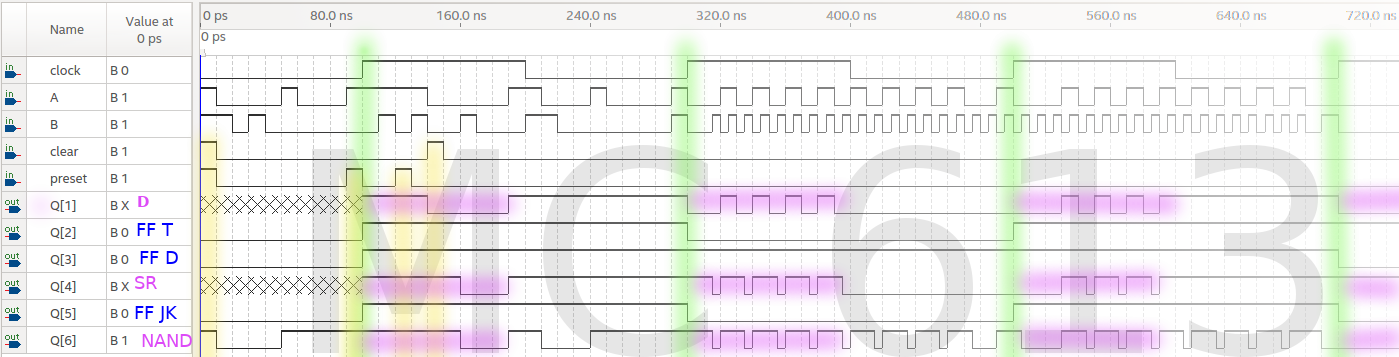 Name
Value at
0 ps
0 ps 80.0 ns 160.0 ns 240.0 ns 320.0 ns 400.0 ns 480.0 ns 560.0 ns 640.0 ns 720.0 ns
0 ps
in clock B 0
in A B 1
in B B 1
in clear B 1
in preset B 1
out Q[1] B X D
out Q[2] B 0 FF T
out Q[3] B 0 FF D
out Q[4] B X SR
out Q[5] B 0 FF JK
out Q[6] B 1 NAND
MC 613